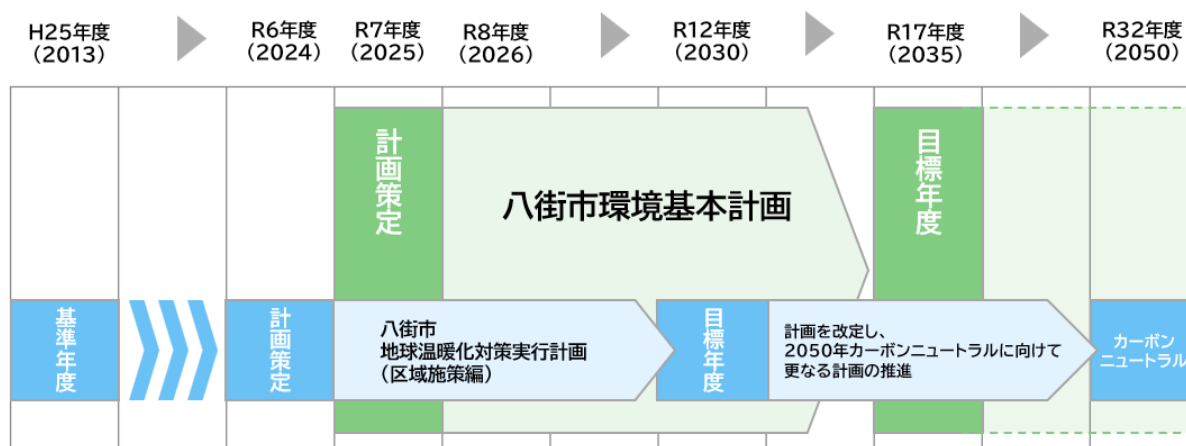 H25年度
（2013）
R6年度
（2024）
R7年度
（2025）
R8年度
（2026）
R12年度
（2030）
R17年度
（2035）
R32年度
（2050）
計画策定
八街市環境基本計画
目標年度
基準年度
計画策定
八街市
地球温暖化対策実行計画
（区域施策編）
目標年度
計画を改定し、
2050年カーボンニュートラルに向けて
更なる計画の推進
カーボン
ニュートラル